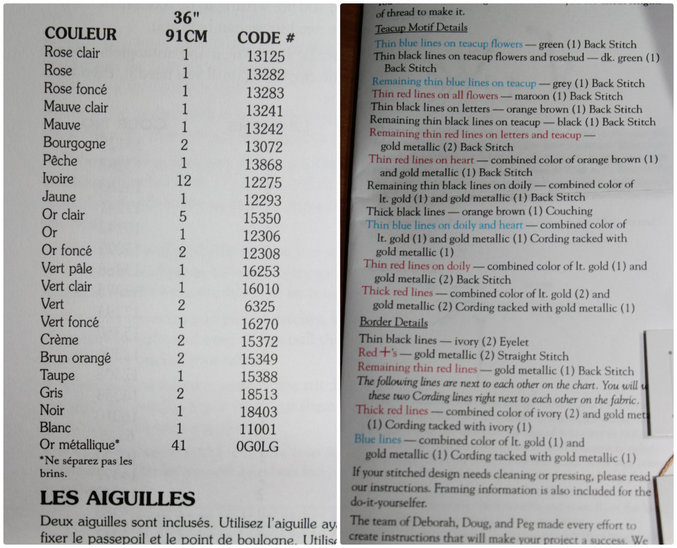 36"
COULEUR 91CM CODE #
Rose clair 1 13125
Rose 1 13282
Rose foncé 1 13283
Mauve clair 1 13241
Mauve 1 13242
Bourgogne 2 13072
Pêche 1 13868
Ivoire 12 12275
Jaune 1 12293
Or clair 5 15350
Or 1 12306
Or foncé 2 12308
Vert pâle 1 16253
Vert clair 1 16010
Vert 2 6325
Vert foncé 1 16270
Crème 2 15372
Brun orangé 2 15349
Taupe 1 15388
Gris 2 18513
Noir 1 18403
Blanc 1 11001
Or métallique* 41 0G0LG
*Ne séparez pas les
brins.
LES AIGUILLES
Deux aiguilles sont inclusés. Utilisez l'aiguille
fixer le passepoil et le point de boulogne.
of thread to make it.
Teacup Motif Details
Thin blue lines on teacup flowers — green (1) Back Stitch
Thin black lines on teacup flowers and rosebud — dk. green (1)
Back Stitch
Remaining thin blue lines on teacup — grey (1) Back Stitch
Thin red lines on all flowers — maroon (1) Back Stitch
Thin black lines on letters — orange brown (1) Back Stitch
Remaining thin black lines on teacup — black (1) Back Stitch
Remaining thin red lines on letters and teacup —
gold metallic (2) Back Stitch
Thin red lines on heart — combined color of orange brown (1)
and gold metallic (1) Back Stitch
Remaining thin black lines on doily — combined color of
lt. gold (1) and gold metallic (1) Back Stitch
Thick black lines — orange brown (1) Couching
Thin blue lines on doily and heart — combined color of
lt. gold (1) and gold metallic (1) Cording tacked with
gold metallic (1)
Thin red lines on doily — combined color of lt. gold (1) and
gold metallic (2) Back Stitch
Thick red lines — combined color of lt. gold (2) and
gold metallic (2) Cording tacked with gold metallic (1)
Border Details
Thin black lines — ivory (2) Eyelet
Red +'s — gold metallic (2) Straight Stitch
Remaining thin red lines — gold metallic (1) Back Stitch
The following lines are next to each other on the chart. You will
these two Cording lines right next to each other on the fabric.
Thick red lines — combined color of ivory (2) and gold
(1) Cording tacked with ivory (1)
Blue lines — combined color of lt. gold (1) and
gold metallic (1) Cording tacked with gold metallic (1)
If your stitched design needs cleaning or pressing, please read
our instructions. Framing information is also included for the
do-it-yourselfer.
The team of Deborah, Doug, and Peg made every effort to
create instructions that will make your project a success. We